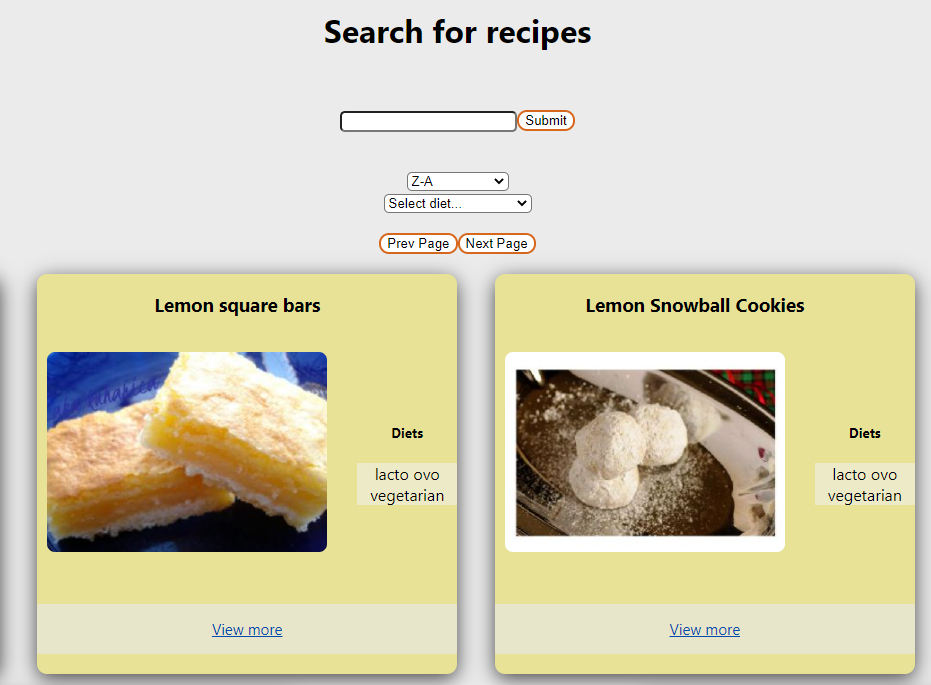 Search for recipes
Submit
Z-A
Select diet...
Prev Page Next Page
Lemon square bars
Diets
lacto ovo
vegetarian
View more
Lemon Snowball Cookies
Diets
lacto ovo
vegetarian
View more